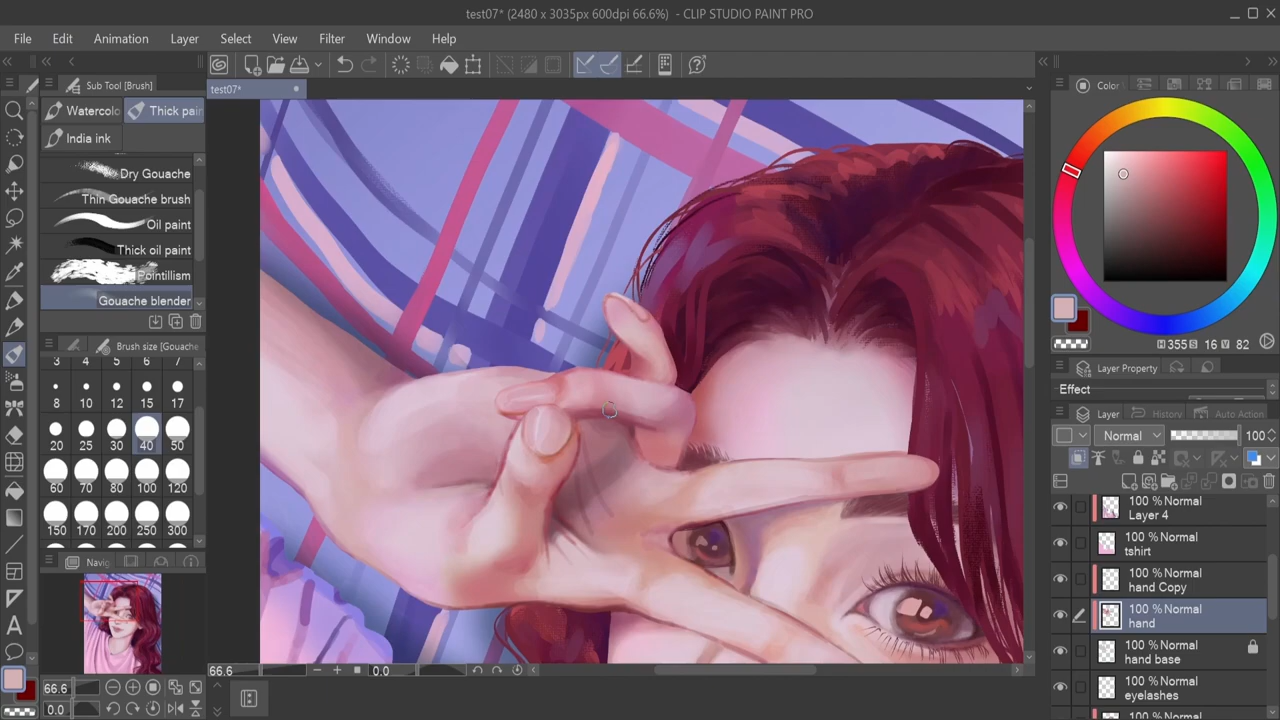 test07* (2480 x 3035px 600dpi 66.6%) - CLIP STUDIO PAINT PRO
File Edit Animation Layer Select View Filter Window Help
Sub Tool [Brush]
Watercolo
Thick pai
India ink
Dry Gouache
Thin Gouache brush
Oil paint
Thick oil paint
Pointillism
Gouache blender
Brush size [Gouache
3 4 5 6 7
8 10 12 15 17
20 25 30 40 50
60 70 80 100 120
150 170 200 250 300
Navig
66.6
0.0
test07*
66.6 0.0
Color
H 355 S 16 V 82
Layer Property
Effect
Layer History Auto Action
Normal 100
100 % Normal
Layer 4
100 % Normal
tshirt
100 % Normal
hand Copy
100 % Normal
hand
100 % Normal
hand base
100 % Normal
eyelashes
100 % Normal